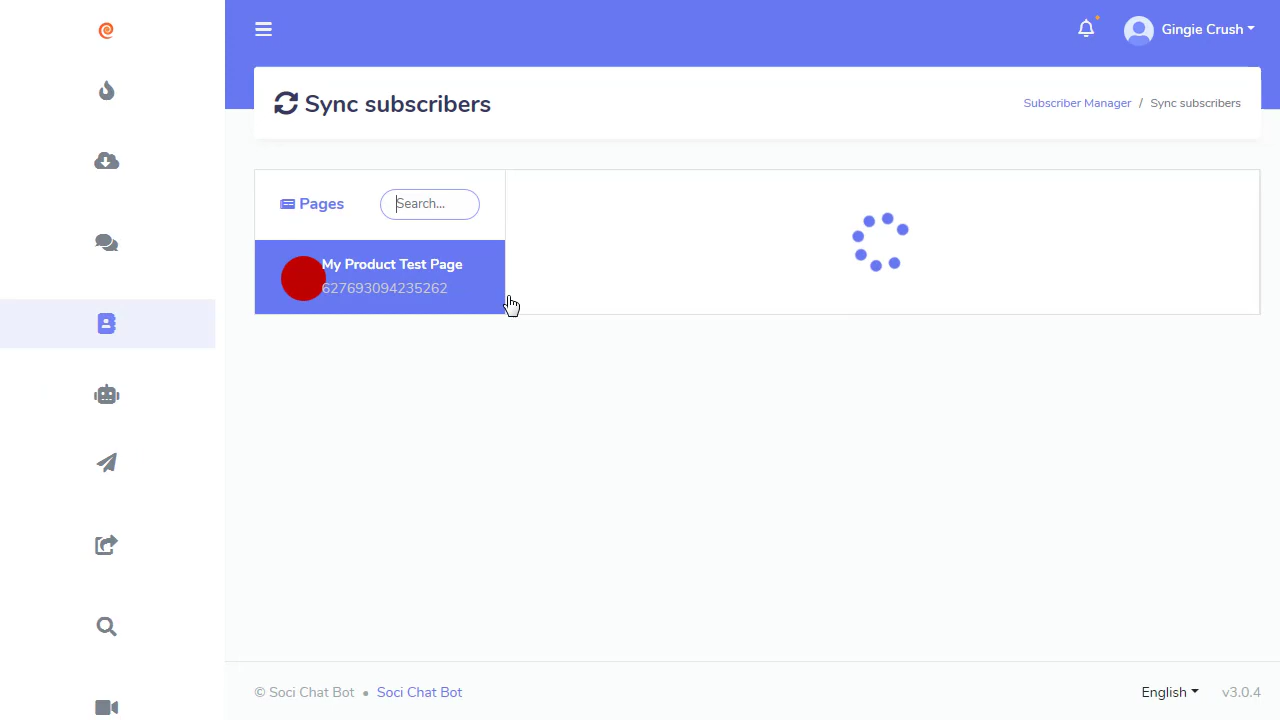 Gingie Crush
Sync subscribers
Subscriber Manager / Sync subscribers
Pages
Search...
My Product Test Page
627693094235262
© Soci Chat Bot • Soci Chat Bot
English
v3.0.4